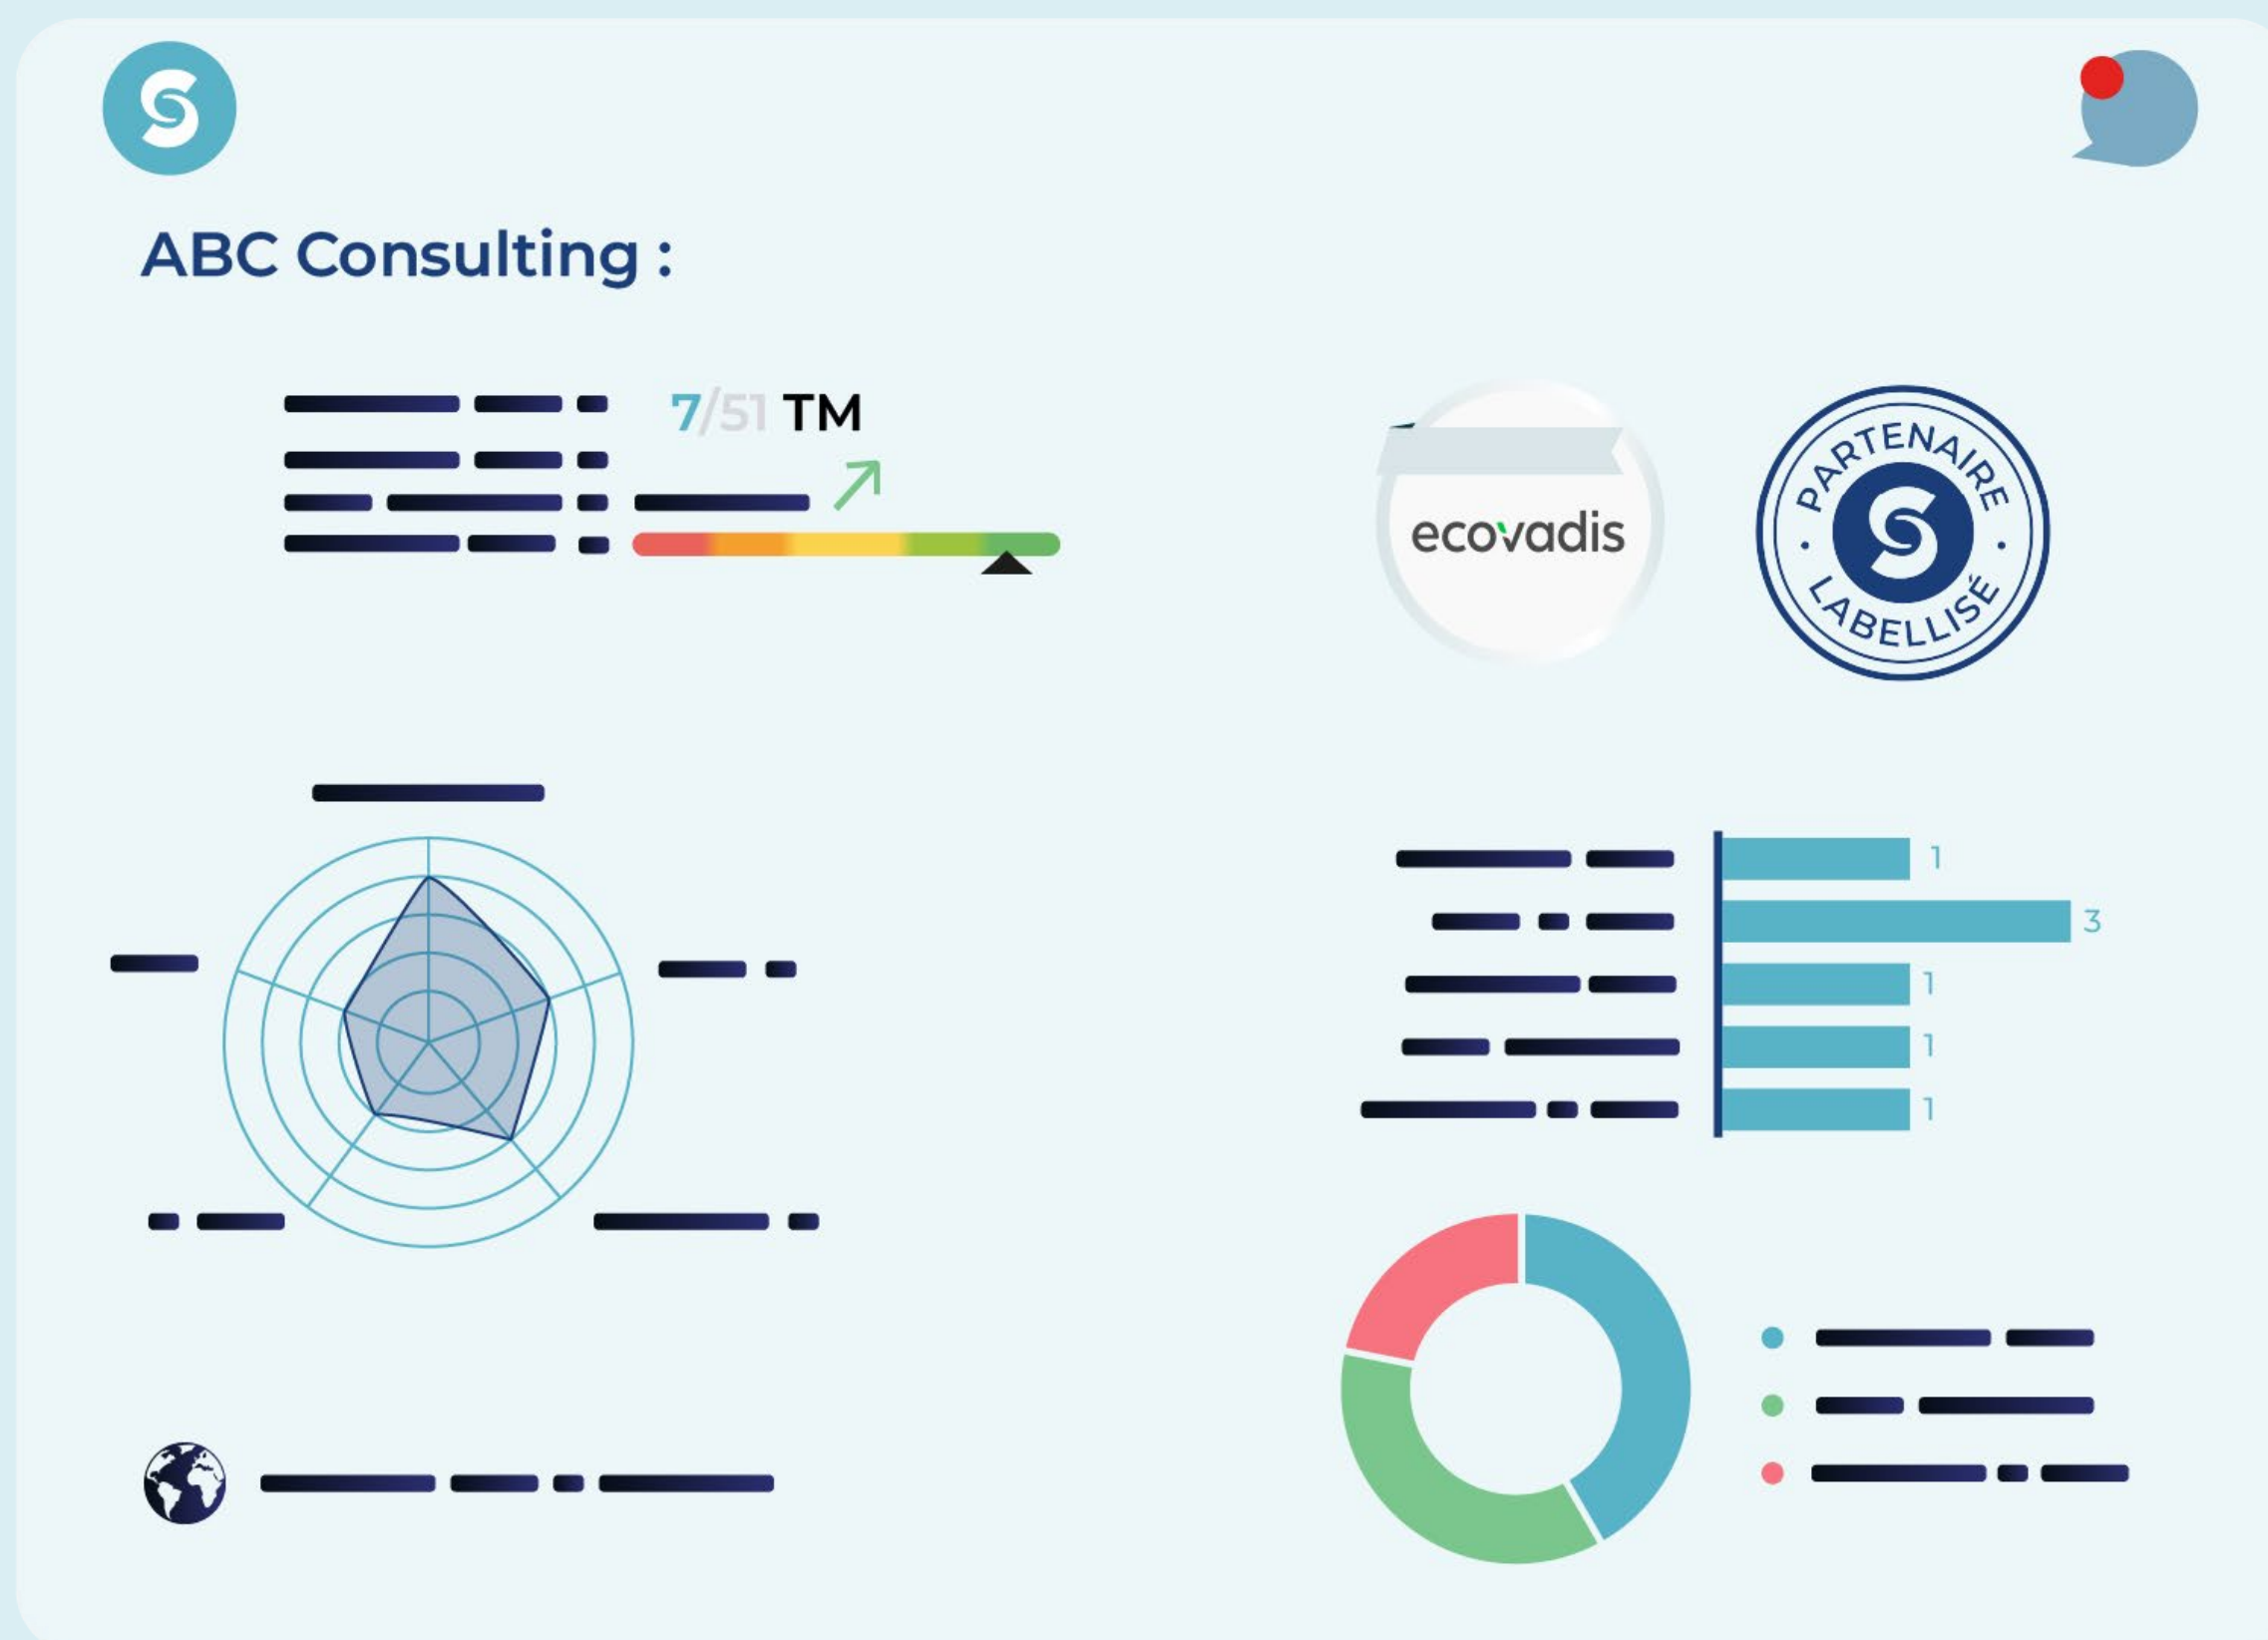 ABC Consulting :
7/51 TM
ecovadis
PARTENAIRE
LABELLISÉ
1
3
1
1
1